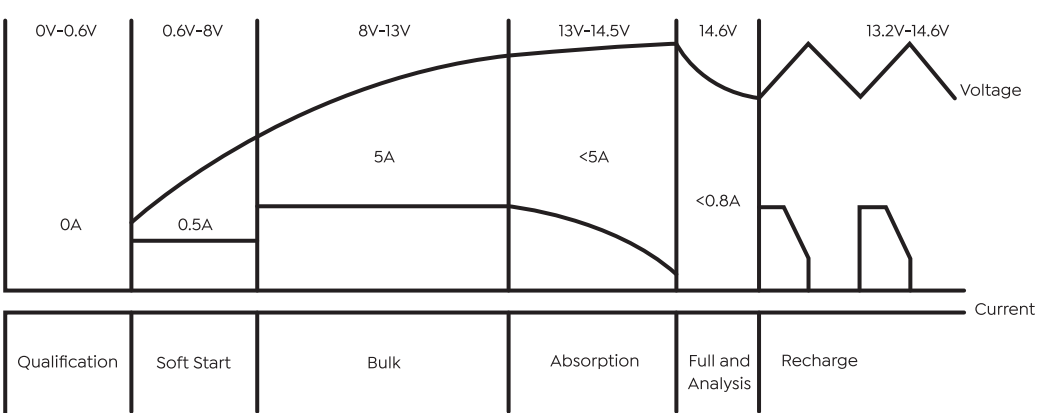 0V-0.6V
0.6V-8V
8V-13V
13V-14.5V
14.6V
13.2V-14.6V
Voltage
5A
<5A
<0.8A
0A
0.5A
Current
Qualification
Soft Start
Bulk
Absorption
Full and
Analysis
Recharge